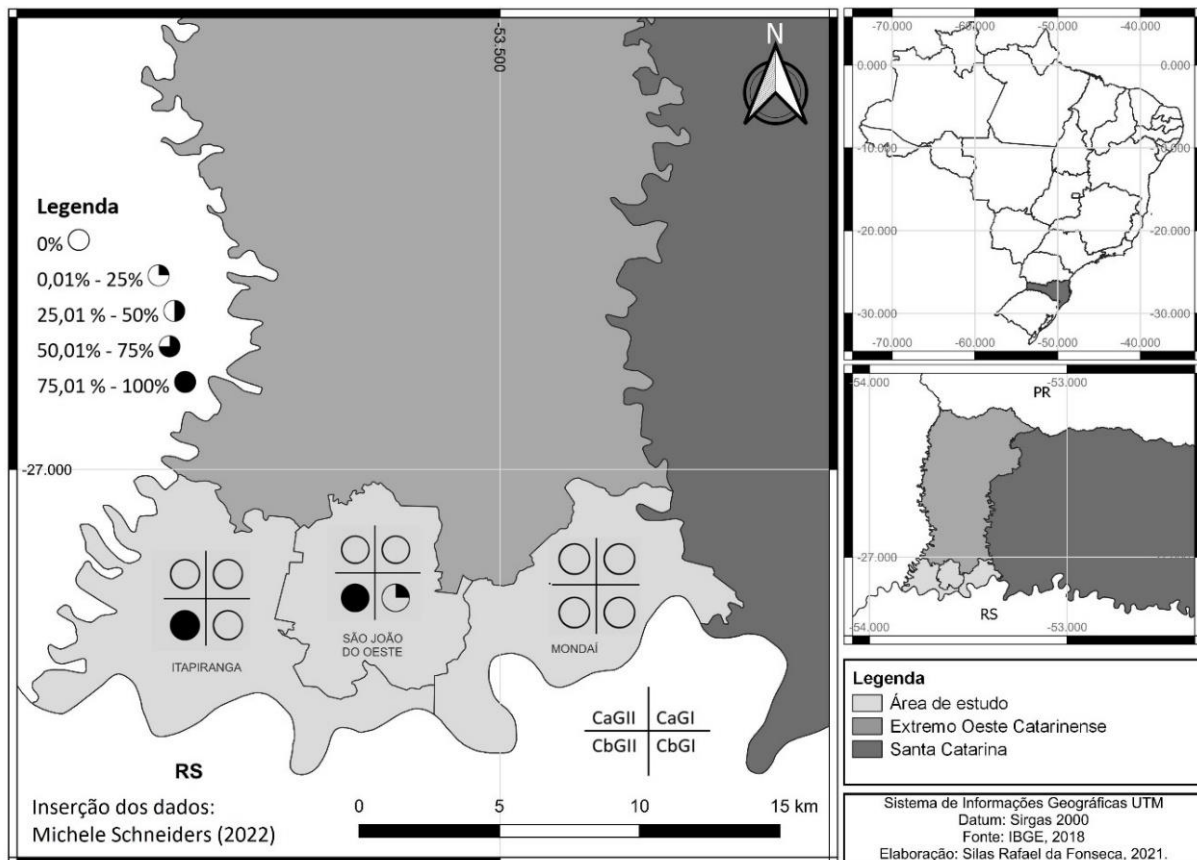 -53.500
N
Legenda
0%
0,01% - 25%
25,01 % - 50%
50,01% - 75%
75,01 % - 100%
-27.000
ITAPIRANGA
SÃO JOÃO
DO OESTE
MONDAÍ
CaGII CaGI
CbGII CbGI
RS
Inserção dos dados:
Michele Schneiders (2022)
0 5 10 15 km
-70.000 -60.000 -50.000 -40.000
0.000 0.000
-10.000 -10.000
-20.000 -20.000
-30.000 -30.000
-70.000 -60.000 -50.000 -40.000
-54.000 -53.000
PR
-27.000
RS
-54.000 -53.000
Legenda
Área de estudo
Extremo Oeste Catarinense
Santa Catarina
Sistema de Informações Geográficas UTM
Datum: Sirgas 2000
Fonte: IBGE, 2018
Elaboração: Silas Rafael da Fonseca, 2021.